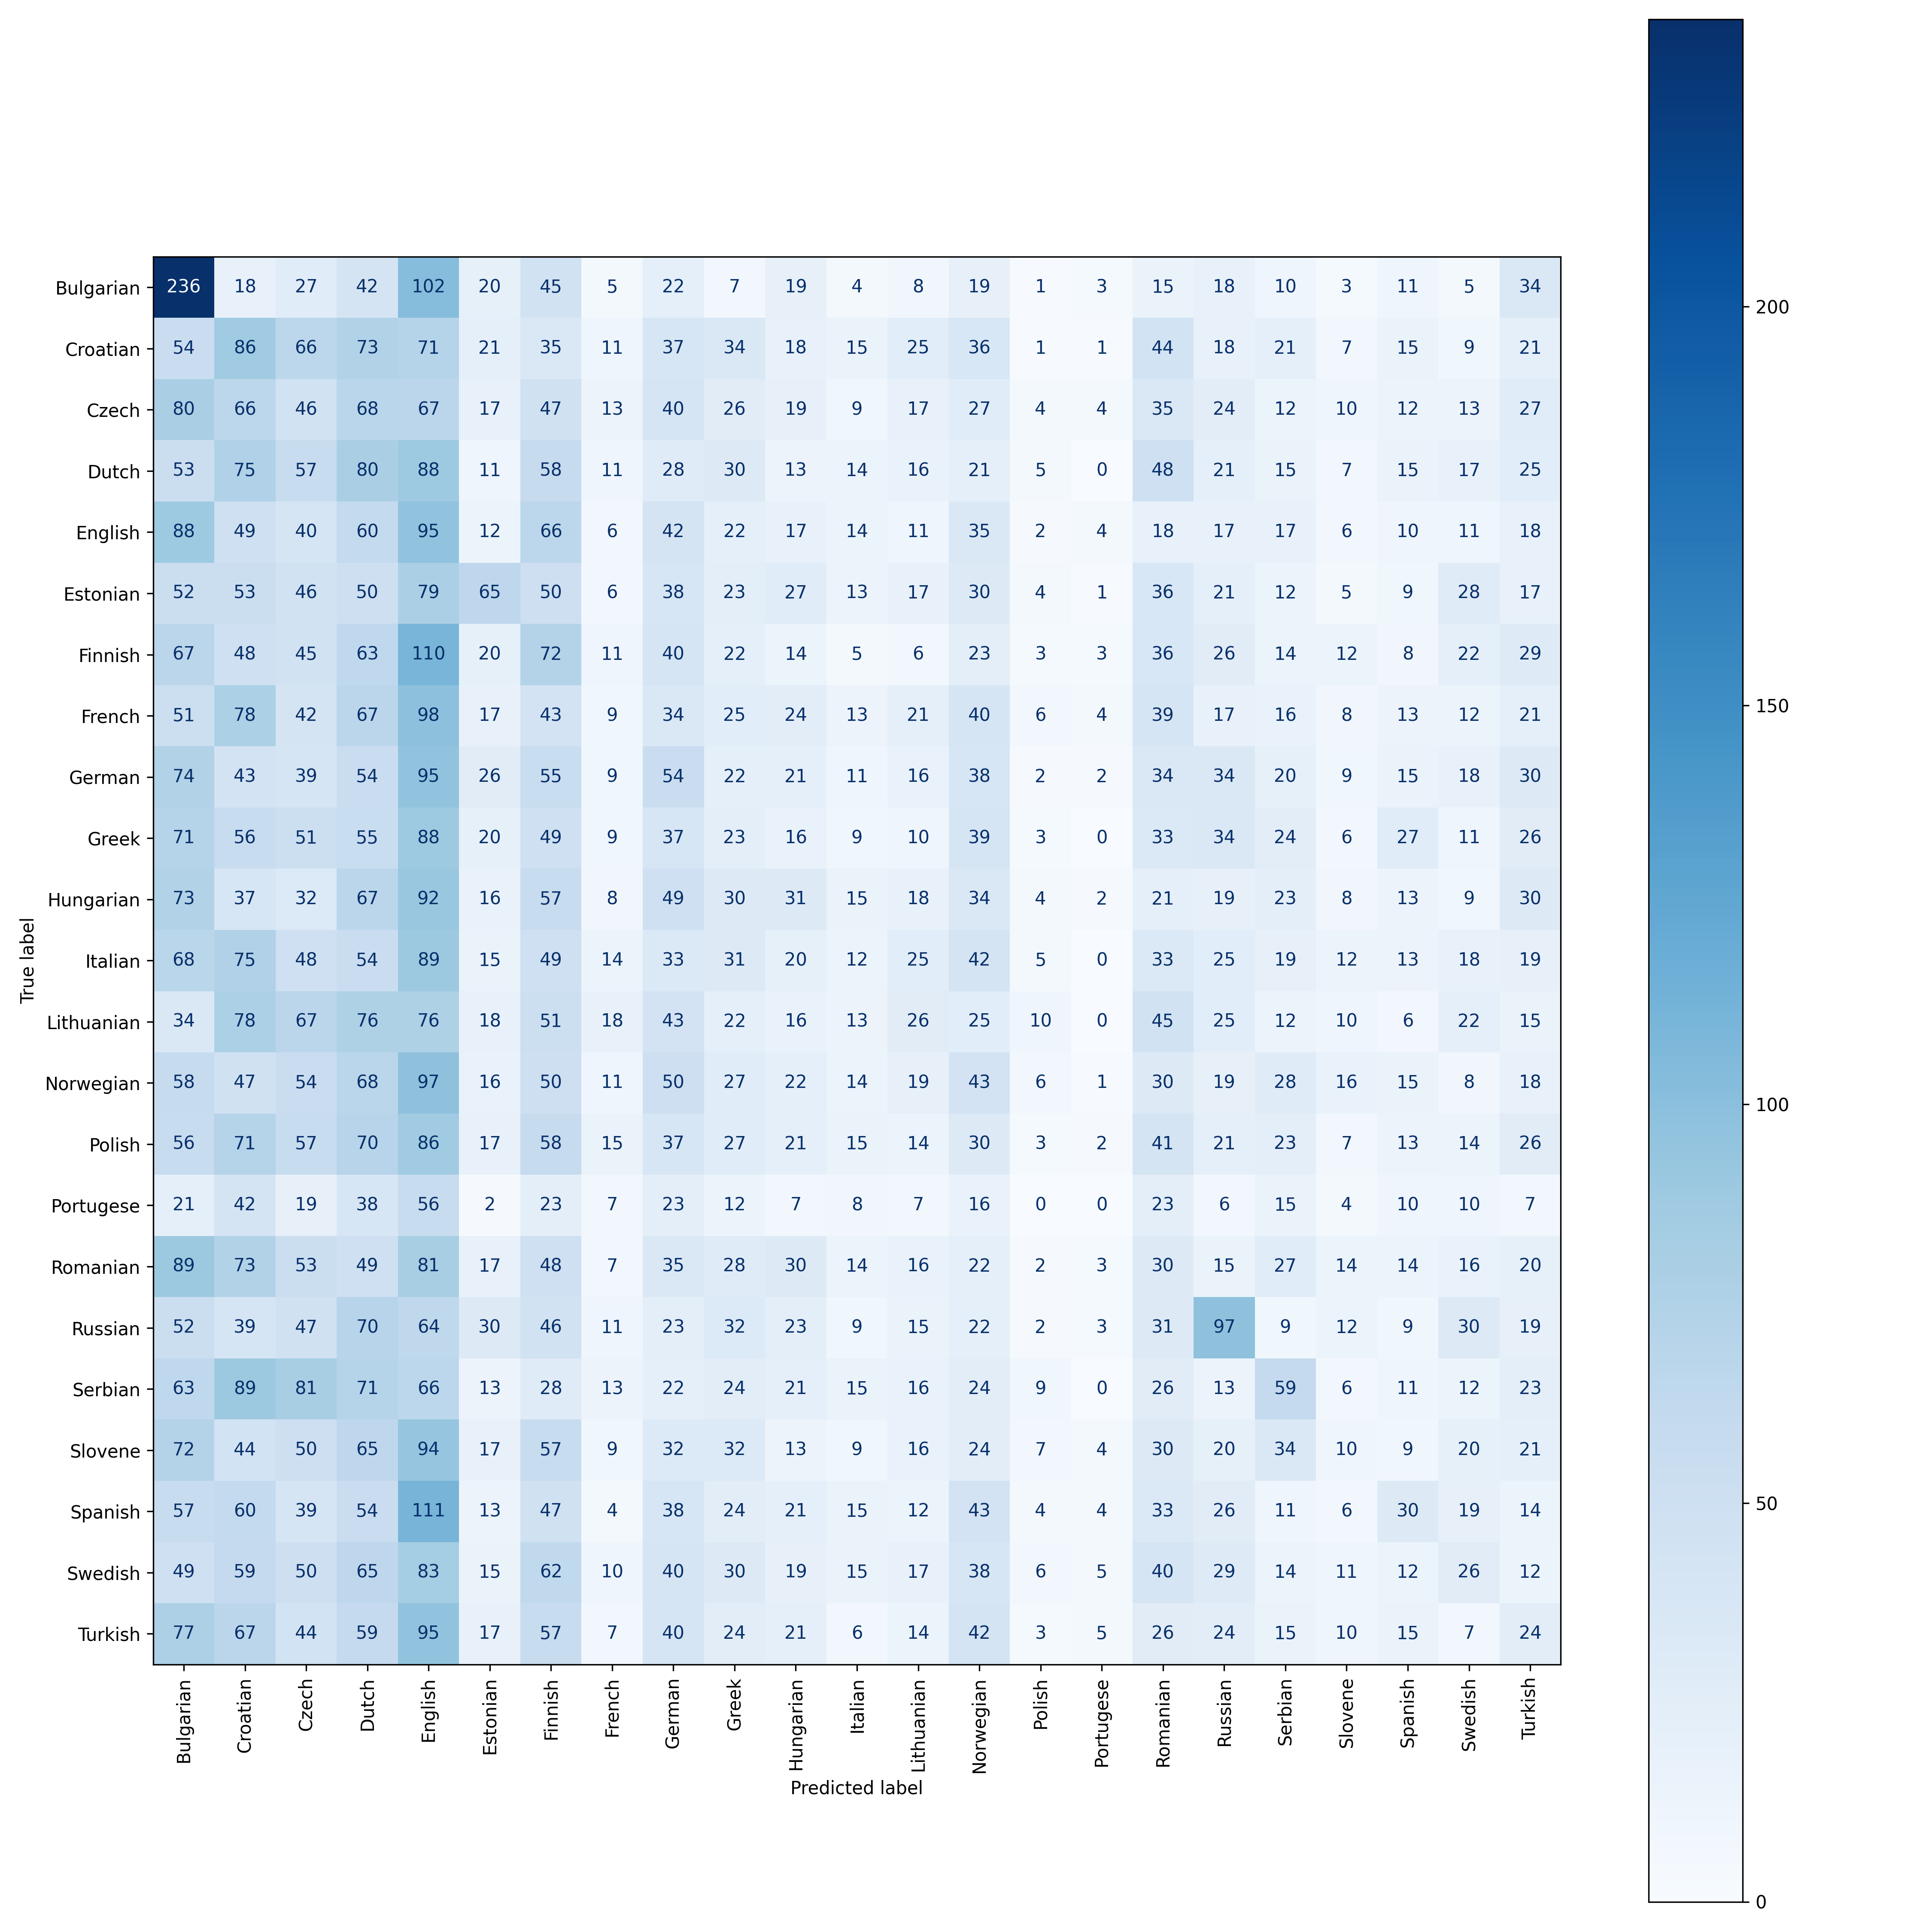 Bulgarian 236 18 27 42 102 20 45 5 22 7 19 4 8 19 1 3 15 18 10 3 11 5 34
Croatian 54 86 66 73 71 21 35 11 37 34 18 15 25 36 1 1 44 18 21 7 15 9 21
Czech 80 66 46 68 67 17 47 13 40 26 19 9 17 27 4 4 35 24 12 10 12 13 27
Dutch 53 75 57 80 88 11 58 11 28 30 13 14 16 21 5 0 48 21 15 7 15 17 25
English 88 49 40 60 95 12 66 6 42 22 17 14 11 35 2 4 18 17 17 6 10 11 18
Estonian 52 53 46 50 79 65 50 6 38 23 27 13 17 30 4 1 36 21 12 5 9 28 17
Finnish 67 48 45 63 110 20 72 11 40 22 14 5 6 23 3 3 36 26 14 12 8 22 29
French 51 78 42 67 98 17 43 9 34 25 24 13 21 40 6 4 39 17 16 8 13 12 21
German 74 43 39 54 95 26 55 9 54 22 21 11 16 38 2 2 34 34 20 9 15 18 30
Greek 71 56 51 55 88 20 49 9 37 23 16 9 10 39 3 0 33 34 24 6 27 11 26
Hungarian 73 37 32 67 92 16 57 8 49 30 31 15 18 34 4 2 21 19 23 8 13 9 30
Italian 68 75 48 54 89 15 49 14 33 31 20 12 25 42 5 0 33 25 19 12 13 18 19
Lithuanian 34 78 67 76 76 18 51 18 43 22 16 13 26 25 10 0 45 25 12 10 6 22 15
Norwegian 58 47 54 68 97 16 50 11 50 27 22 14 19 43 6 1 30 19 28 16 15 8 18
Polish 56 71 57 70 86 17 58 15 37 27 21 15 14 30 3 2 41 21 23 7 13 14 26
Portugese 21 42 19 38 56 2 23 7 23 12 7 8 7 16 0 0 23 6 15 4 10 10 7
Romanian 89 73 53 49 81 17 48 7 35 28 30 14 16 22 2 3 30 15 27 14 14 16 20
Russian 52 39 47 70 64 30 46 11 23 32 23 9 15 22 2 3 31 97 9 12 9 30 19
Serbian 63 89 81 71 66 13 28 13 22 24 21 15 16 24 9 0 26 13 59 6 11 12 23
Slovene 72 44 50 65 94 17 57 9 32 32 13 9 16 24 7 4 30 20 34 10 9 20 21
Spanish 57 60 39 54 111 13 47 4 38 24 21 15 12 43 4 4 33 26 11 6 30 19 14
Swedish 49 59 50 65 83 15 62 10 40 30 19 15 17 38 6 5 40 29 14 11 12 26 12
Turkish 77 67 44 59 95 17 57 7 40 24 21 6 14 42 3 5 26 24 15 10 15 7 24
True label
Bulgarian Croatian Czech Dutch English Estonian Finnish French German Greek Hungarian Italian Lithuanian Norwegian Polish Portugese Romanian Russian Serbian Slovene Spanish Swedish Turkish
Predicted label
200
150
100
50
0